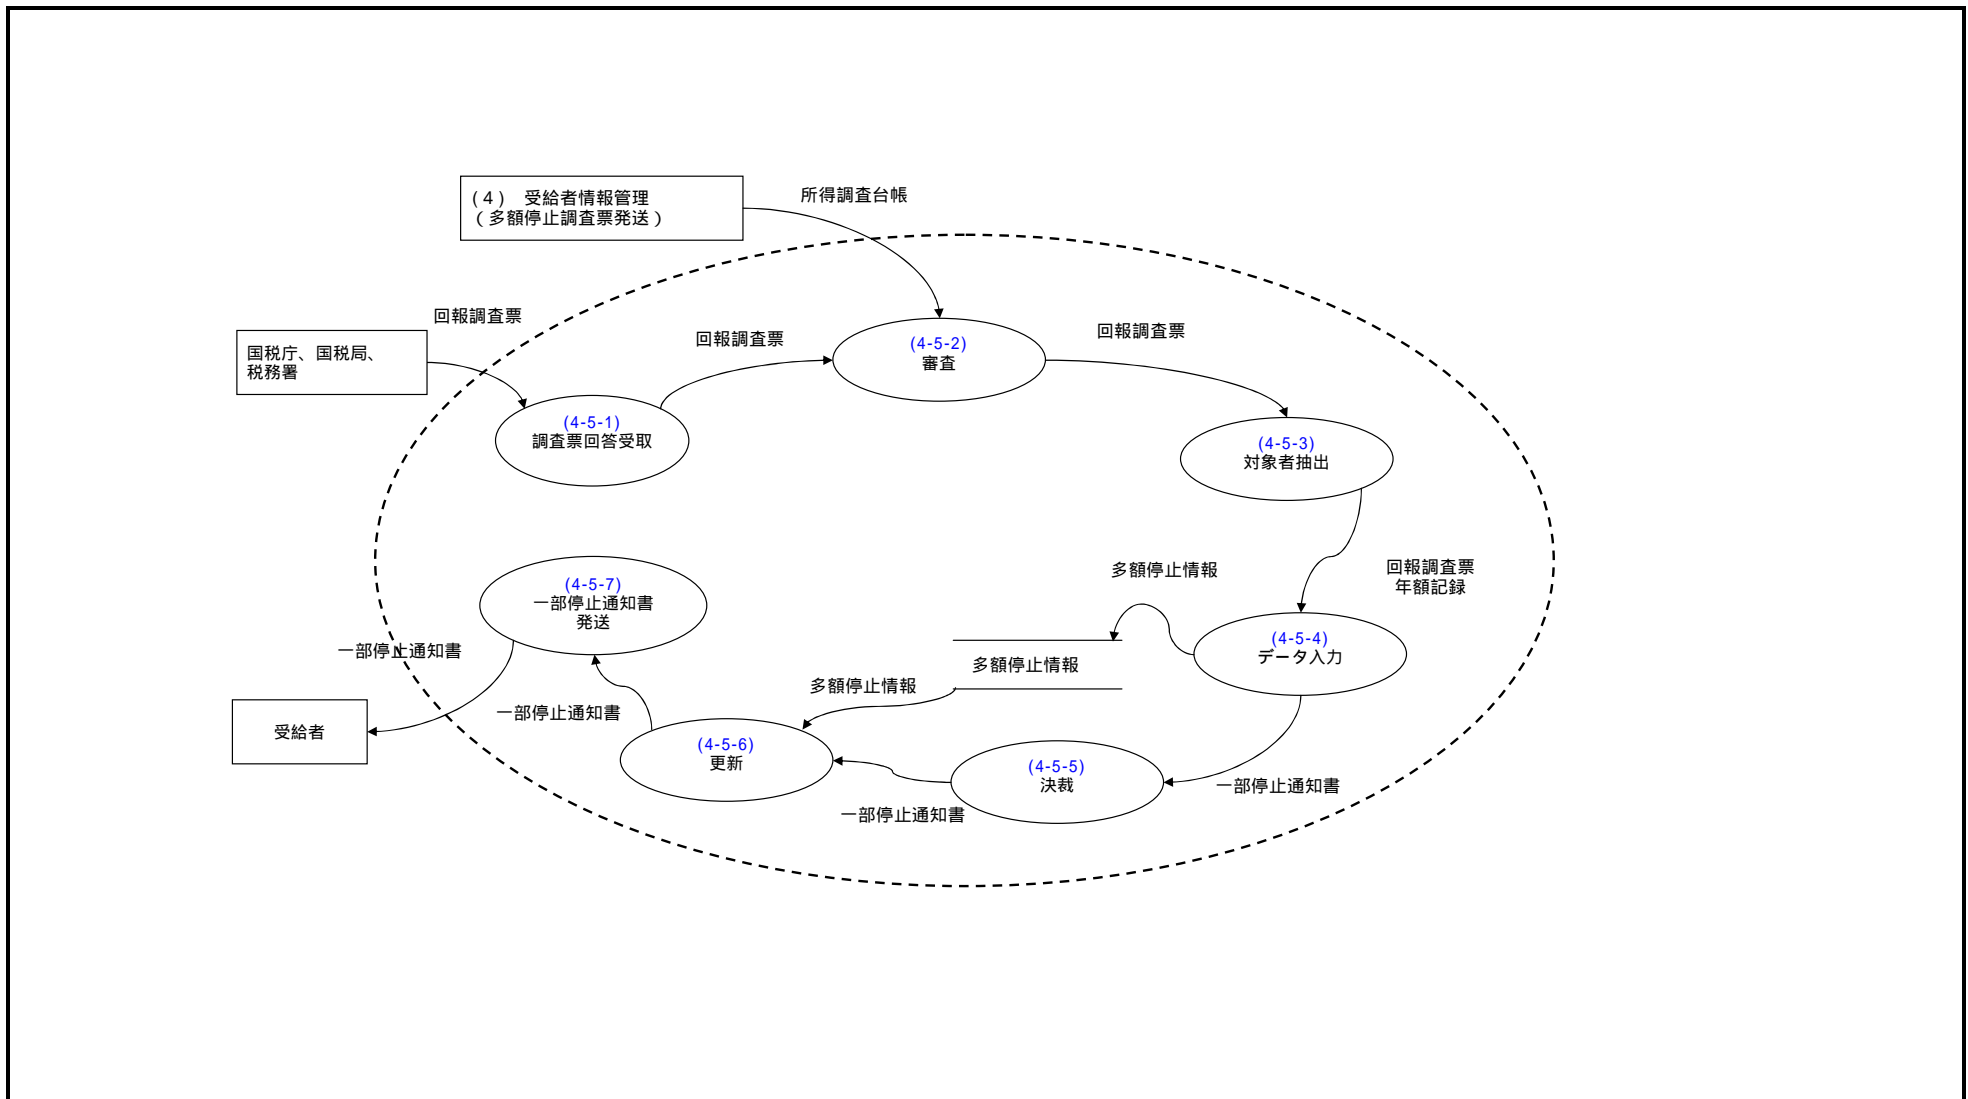 (４)　受給者情報管理
（多額停止調査票発送）
所得調査台帳
回報調査票
国税庁、国税局、
税務署
回報調査票
(4-5-2)
審査
回報調査票
(4-5-1)
調査票回答受取
(4-5-3)
対象者抽出
回報調査票
年額記録
多額停止情報
(4-5-7)
一部停止通知書
発送
一部停止通知書
(4-5-4)
データ入力
多額停止情報
多額停止情報
一部停止通知書
受給者
(4-5-6)
更新
(4-5-5)
決裁
一部停止通知書
一部停止通知書